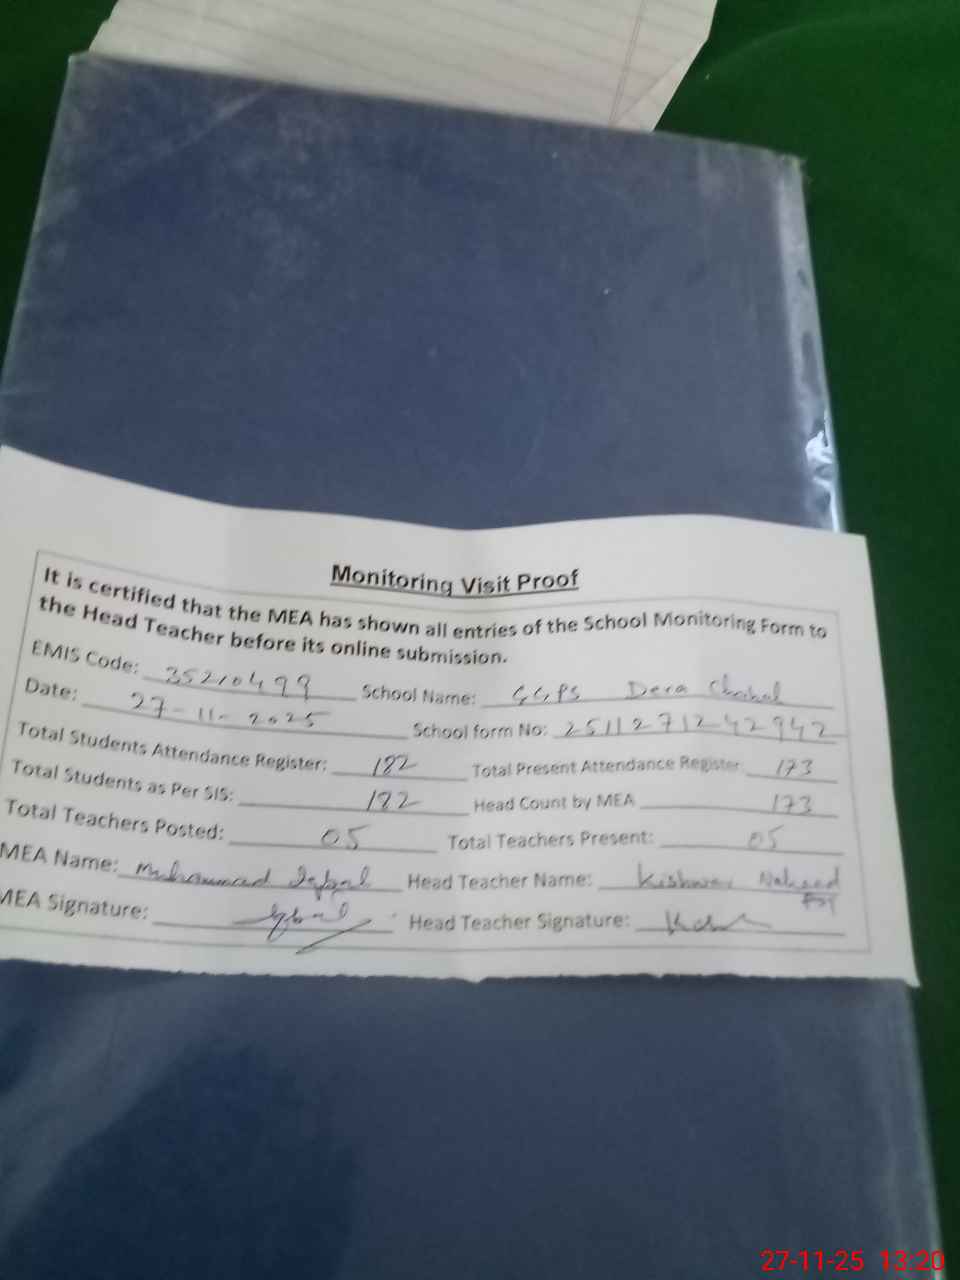 Monitoring Visit Proof
It is certified that the MEA has shown all entries of the School Monitoring Form to
the Head Teacher before its online submission.
EMIS Code: 35210499 School Name: GGPS Dera Chahal
Date: 27-11-2025 School form No: 2511271242942
Total Students Attendance Register: 182 Total Present Attendance Register 173
Total Students as Per SIS: 182 Head Count by MEA 173
Total Teachers Posted: 05 Total Teachers Present: 05
MEA Name: Muhammad Iqbal Head Teacher Name: Kishwar Naheed
MEA Signature: Iqbal Head Teacher Signature:
27-11-25 13:20